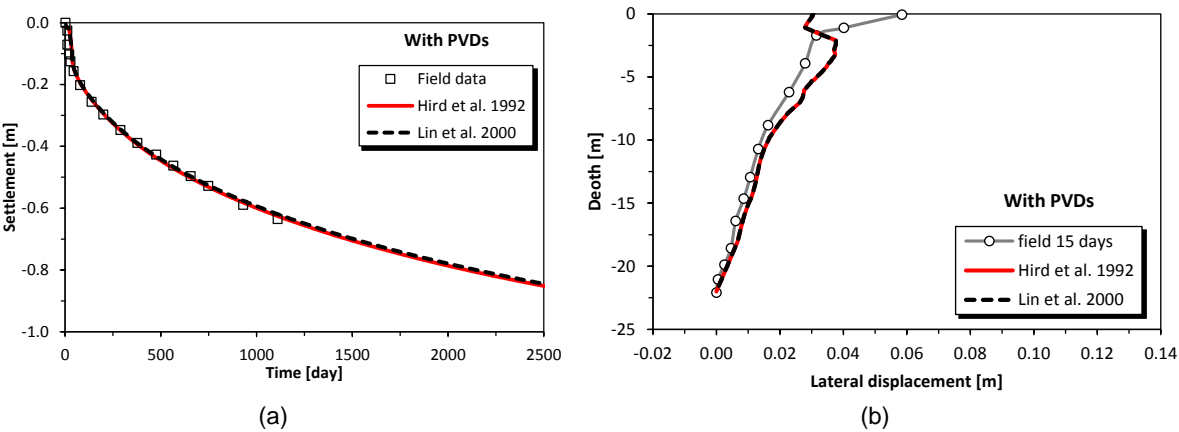 0.0
-0.2
-0.4
-0.6
-0.8
-1.0
Settlement [m]
0
500
1000
1500
2000
2500
Time [day]
With PVDs
Field data
Hird et al. 1992
Lin et al. 2000
(a)
0
-5
-10
-15
-20
-25
Deoth [m]
-0.02
0.00
0.02
0.04
0.06
0.08
0.10
0.12
0.14
Lateral displacement [m]
With PVDs
field 15 days
Hird et al. 1992
Lin et al. 2000
(b)